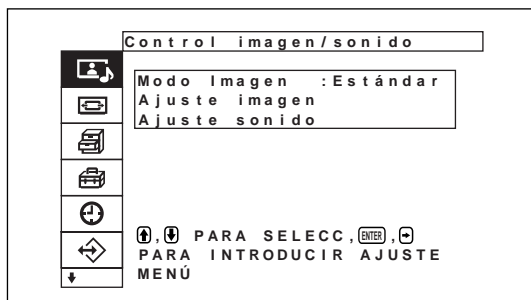 Control imagen/sonido
Modo Imagen :Estándar
Ajuste imagen
Ajuste sonido
, PARA SELECC, ENTER ,
PARA INTRODUCIR AJUSTE
MENÚ